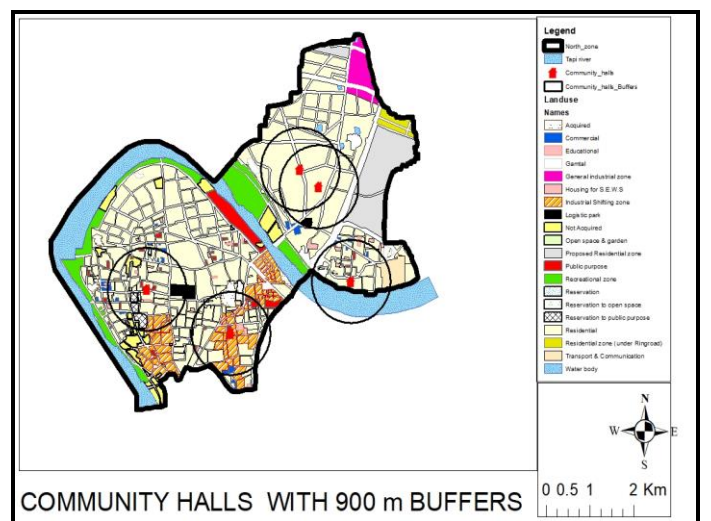 Legend
North_zone
Tapi river
Community_halls
Community_halls_Buffers
Landuse
Names
Acquired
Commercial
Educational
Gamtal
General industrial zone
Housing for S.E.W.S
Industrial Shifting zone
Logistic park
Not Acquired
Open space & garden
Proposed Residential zone
Public purpose
Recreational zone
Reservation
Reservation to open space
Reservation to public purpose
Residential
Residential zone (under Ringroad)
Transport & Communication
Water body
N
W E
S
0 0.5 1 2 Km
COMMUNITY HALLS WITH 900 m BUFFERS